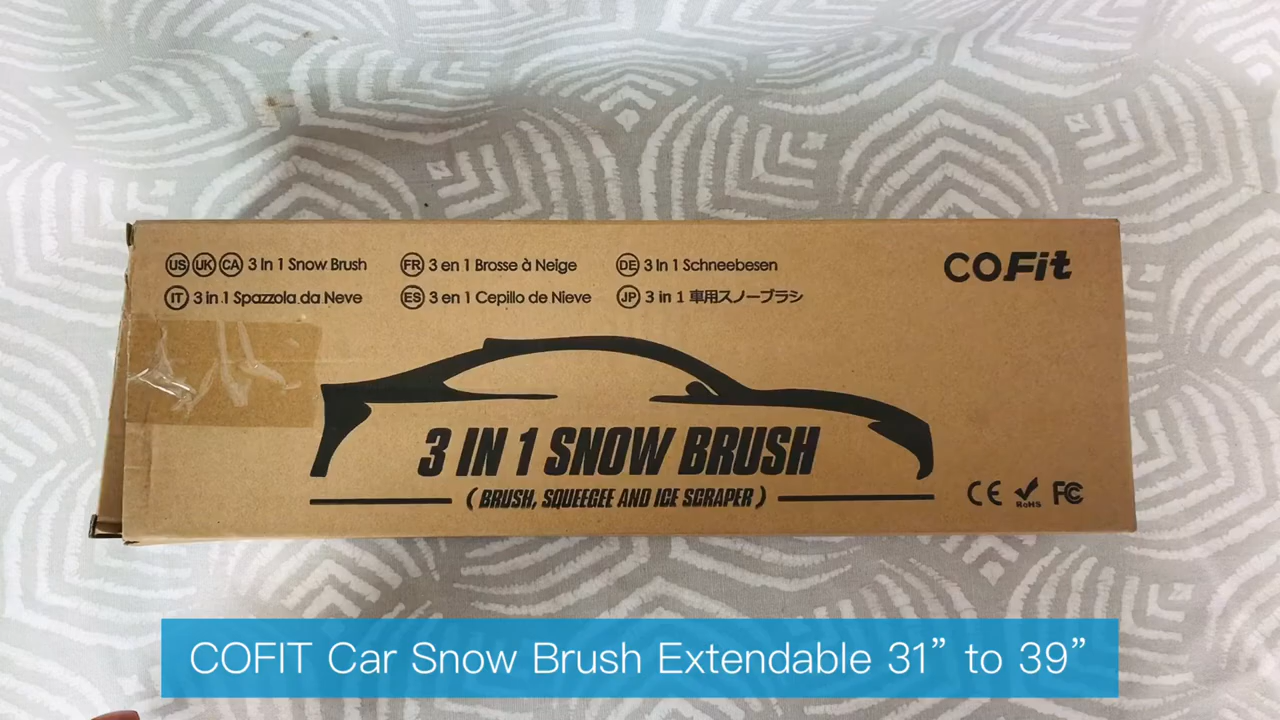 US UK CA 3 In 1 Snow Brush
FR 3 en 1 Brosse à Neige
DE 3 In 1 Schneebesen
COFit
IT 3 in 1 Spazzola da Neve
ES 3 en 1 Cepillo de Nieve
JP 3 in 1 車用スノーブラシ
3 IN 1 SNOW BRUSH
( BRUSH, SQUEEGEE AND ICE SCRAPER )
CE RoHS FC
COFIT Car Snow Brush Extendable 31” to 39”